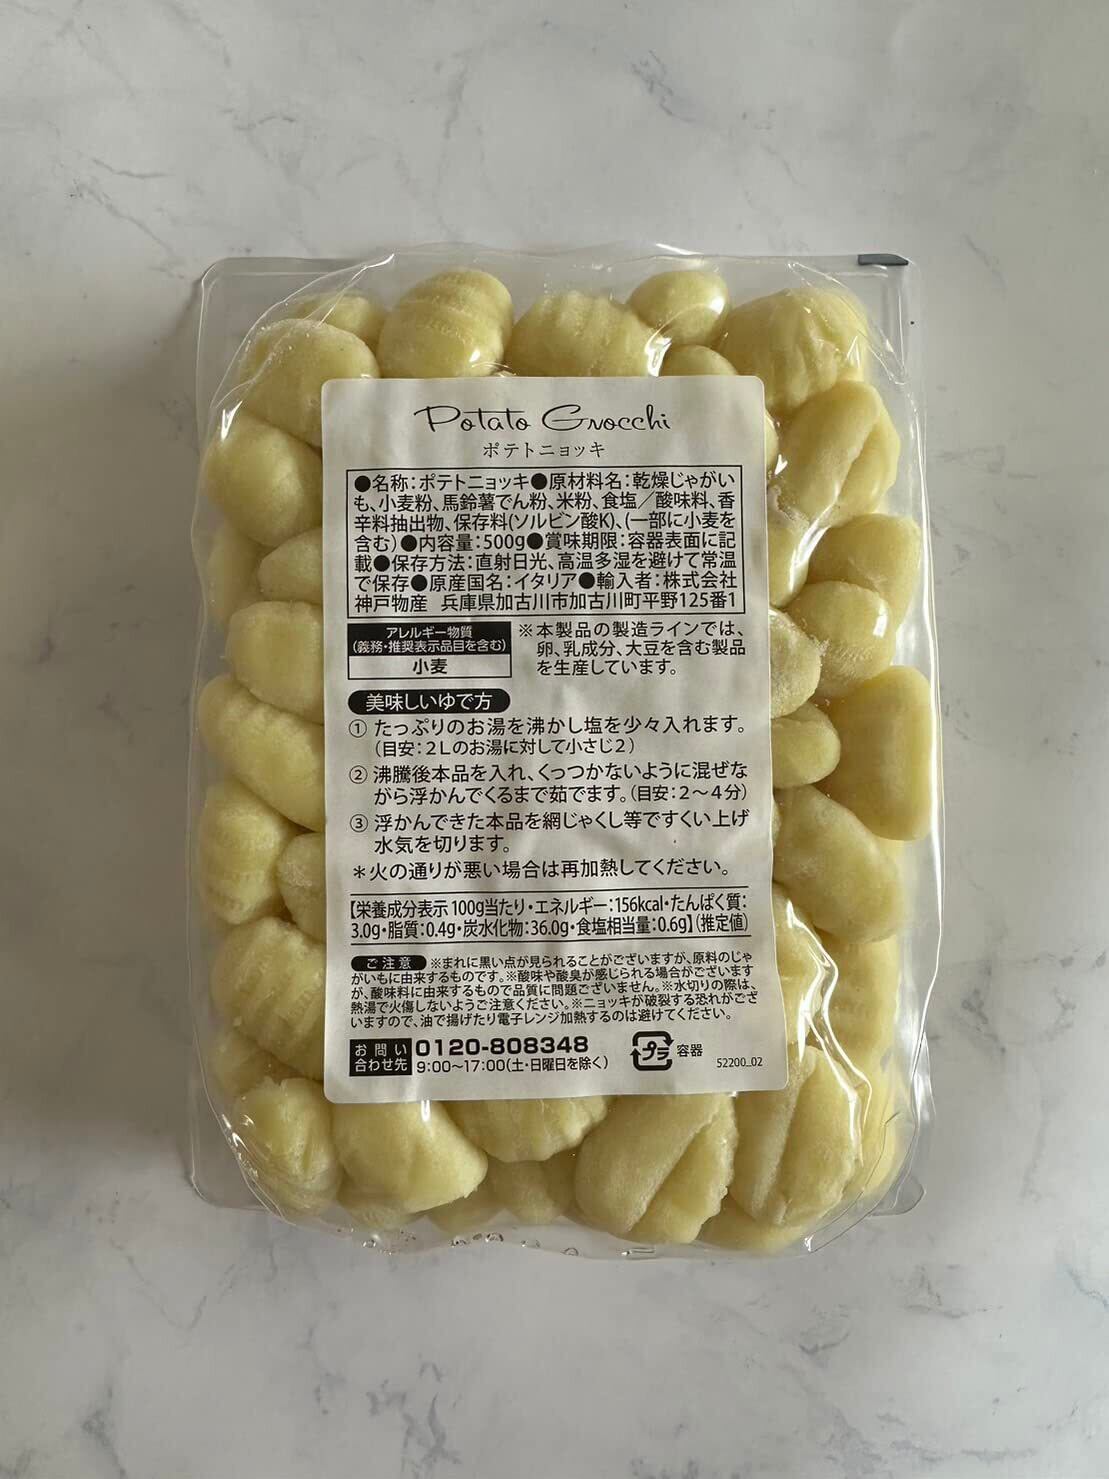 Potato Gnocchi
ポテトニョッキ
●名称:ポテトニョッキ●原材料名:乾燥じゃがい
も、小麦粉、馬鈴薯でん粉、米粉、食塩／酸味料、香
辛料抽出物、保存料(ソルビン酸K)、(一部に小麦を
含む)●内容量:500g●賞味期限:容器表面に記
載●保存方法:直射日光、高温多湿を避けて常温
で保存●原産国名:イタリア●輸入者:株式会社
神戸物産 兵庫県加古川市加古川町平野125番1
アレルギー物質
(義務・推奨表示品目を含む)
小麦
※本製品の製造ラインでは、
卵、乳成分、大豆を含む製品
を生産しています。
美味しいゆで方
① たっぷりのお湯を沸かし塩を少々入れます。
(目安:2Lのお湯に対して小さじ2)
② 沸騰後本品を入れ、くっつかないように混ぜな
がら浮かんでくるまで茹でます。(目安:2〜4分)
③ 浮かんできた本品を網じゃくし等ですくい上げ
水気を切ります。
＊火の通りが悪い場合は再加熱してください。
【栄養成分表示 100g当たり・エネルギー:156kcal・たんぱく質:
3.0g・脂質:0.4g・炭水化物:36.0g・食塩相当量:0.6g】(推定値)
ご注意 ※まれに黒い点が見られることがございますが、原料のじゃ
がいもに由来するものです。※酸味や酸臭が感じられる場合がございます
が、酸味料に由来するもので品質に問題ございません。※水切りの際は、
熱湯で火傷しないようご注意ください。※ニョッキが破裂する恐れがござ
いますので、油で揚げたり電子レンジ加熱するのは避けてください。
お問い
合わせ先
0120-808348
9:00〜17:00(土・日曜日を除く)
プラ
容器
52200_02